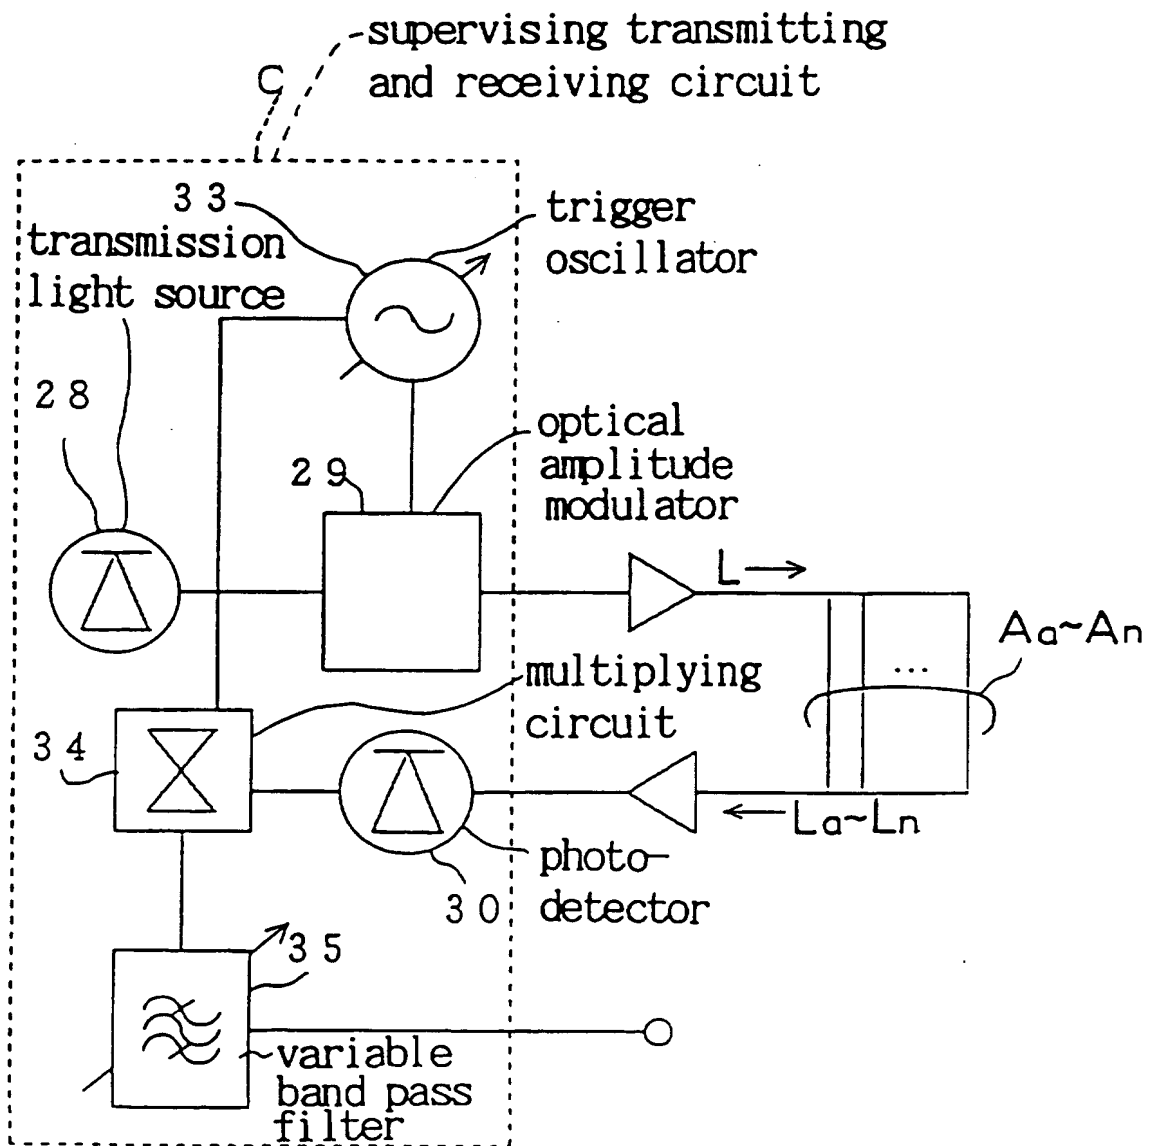 supervising transmitting
and receiving circuit
C
33
trigger
oscillator
transmission
light source
28
29
optical
amplitude
modulator
L →
Aa~An
...
multiplying
circuit
34
← La~Ln
photo-
detector
30
35
variable
band pass
filter